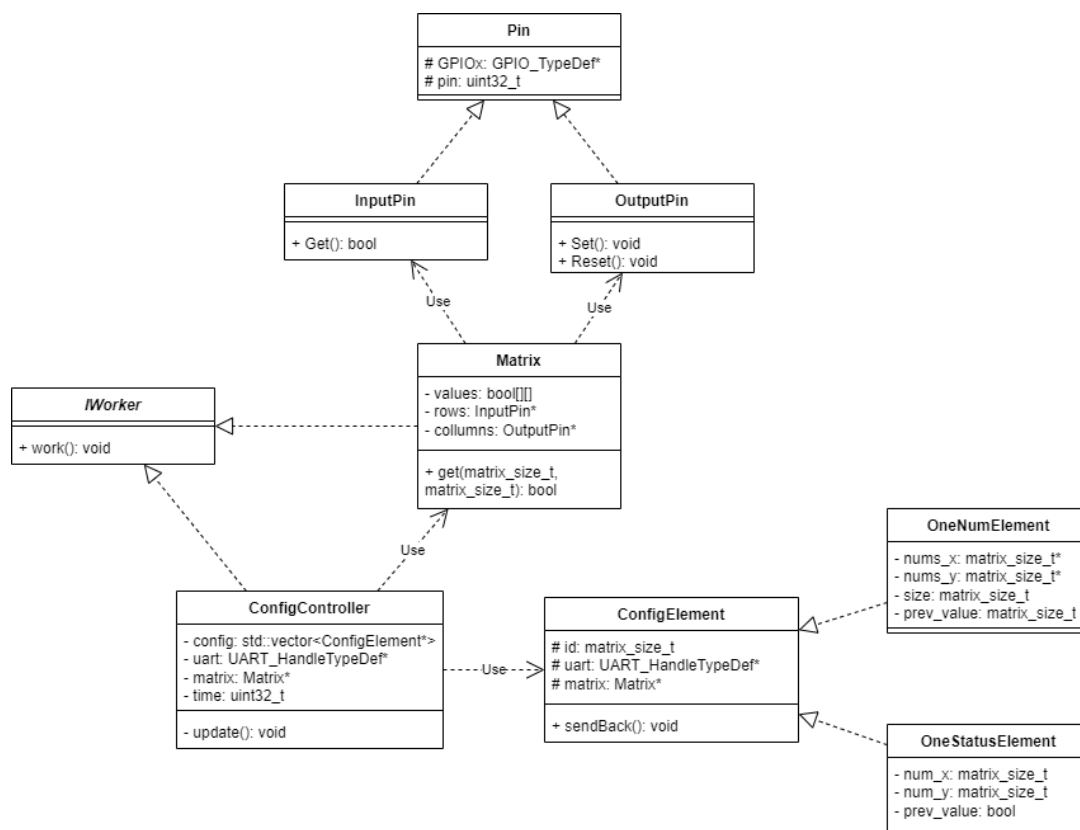 Pin
# GPIOx: GPIO_TypeDef*
# pin: uint32_t
InputPin
+ Get(): bool
OutputPin
+ Set(): void
+ Reset(): void
Use
Use
Matrix
- values: bool[][]
- rows: InputPin*
- collumns: OutputPin*
+ get(matrix_size_t,
matrix_size_t): bool
IWorker
+ work(): void
Use
ConfigController
- config: std::vector<ConfigElement*>
- uart: UART_HandleTypeDef*
- matrix: Matrix*
- time: uint32_t
- update(): void
Use
ConfigElement
# id: matrix_size_t
# uart: UART_HandleTypeDef*
# matrix: Matrix*
+ sendBack(): void
OneNumElement
- nums_x: matrix_size_t*
- nums_y: matrix_size_t*
- size: matrix_size_t
- prev_value: matrix_size_t
OneStatusElement
- num_x: matrix_size_t
- num_y: matrix_size_t
- prev_value: bool